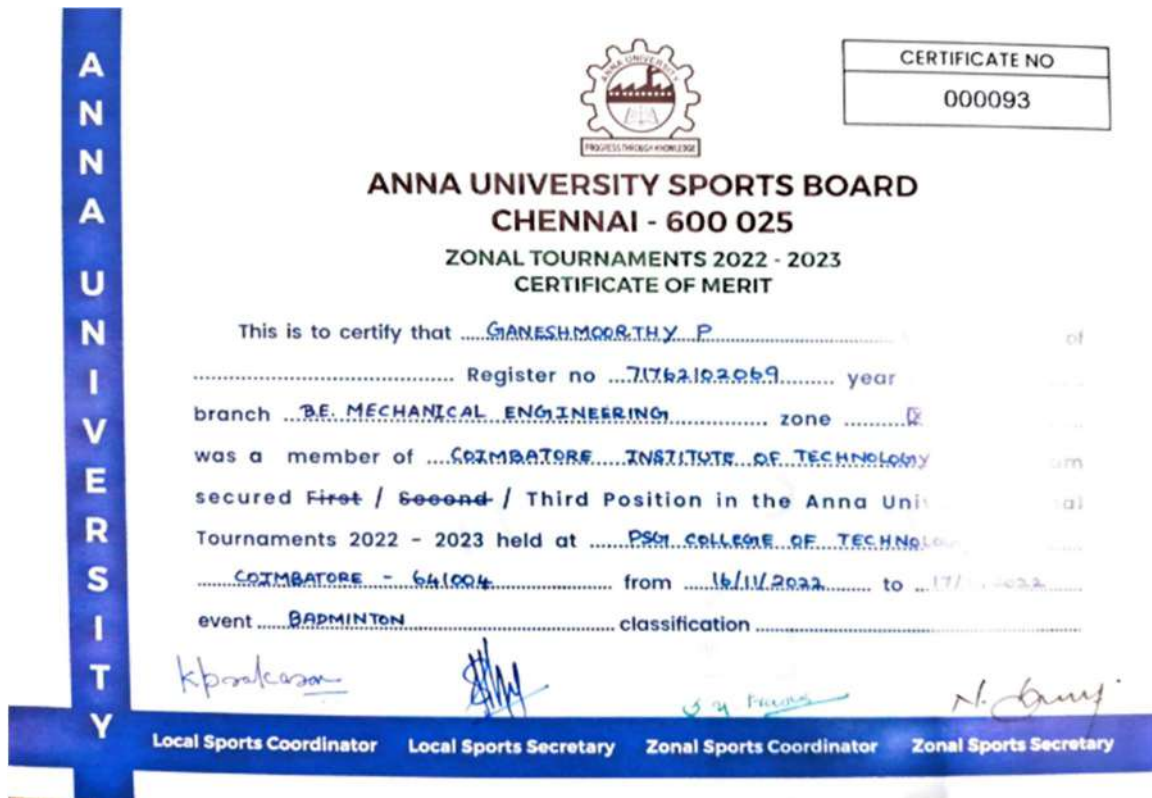 ANNA UNIVERSITY
ANNA UNIVERSITY
PROGRESS THROUGH KNOWLEDGE
CERTIFICATE NO
000093
ANNA UNIVERSITY SPORTS BOARD
CHENNAI - 600 025
ZONAL TOURNAMENTS 2022 - 2023
CERTIFICATE OF MERIT
This is to certify that GANESHMOORTHY P of
Register no 71762102069 year
branch B.E. MECHANICAL ENGINEERING zone
was a member of COIMBATORE INSTITUTE OF TECHNOLOGY
secured First / Second / Third Position in the Anna
Tournaments 2022 - 2023 held at PSG COLLEGE OF
COIMBATORE - 641004 from 16/11/2022 to
event BADMINTON classification
Local Sports Coordinator Local Sports Secretary Zonal Sports Coordinator Zonal Sports Secretary